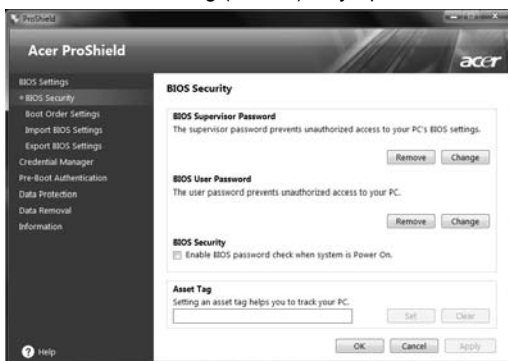 ProShield
Acer ProShield
acer
BIOS Settings
BIOS Security
Boot Order Settings
Import BIOS Settings
Export BIOS Settings
Credential Manager
Pre-Boot Authentication
Data Protection
Data Removal
Information
Help
BIOS Security
BIOS Supervisor Password
The supervisor password prevents unauthorized access to your PC's BIOS settings.
Remove Change
BIOS User Password
The user password prevents unauthorized access to your PC.
Remove Change
BIOS Security
Enable BIOS password check when system is Power On.
Asset Tag
Setting an asset tag helps you to track your PC.
Set Clear
OK Cancel Apply